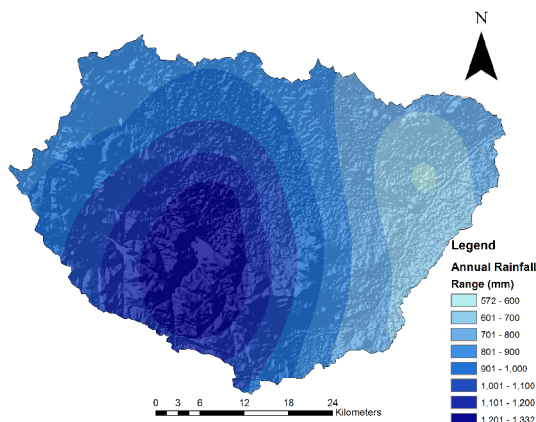 N
Legend
Annual Rainfall
Range (mm)
572 - 600
601 - 700
701 - 800
801 - 900
901 - 1,000
1,001 - 1,100
1,101 - 1,200
1,201 - 1,332
0 3 6 12 18 24
Kilometers